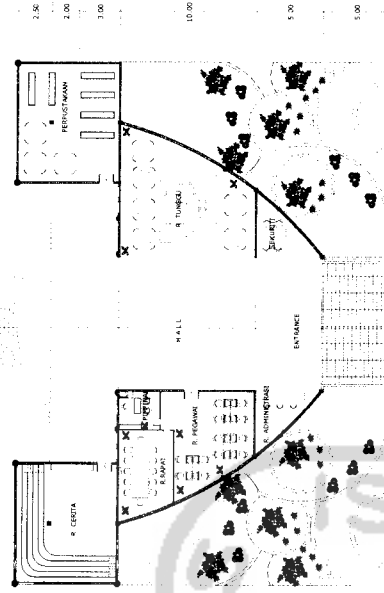 2.50
2.00
3.00
10.00
5.00
5.00
PERPUSTAKAAN
R. TUNGGU
SEKURITI
HALL
ENTRANCE
R. CERITA
R.RAPAT
R. PEGAWAI
R. ADMINISTRASI